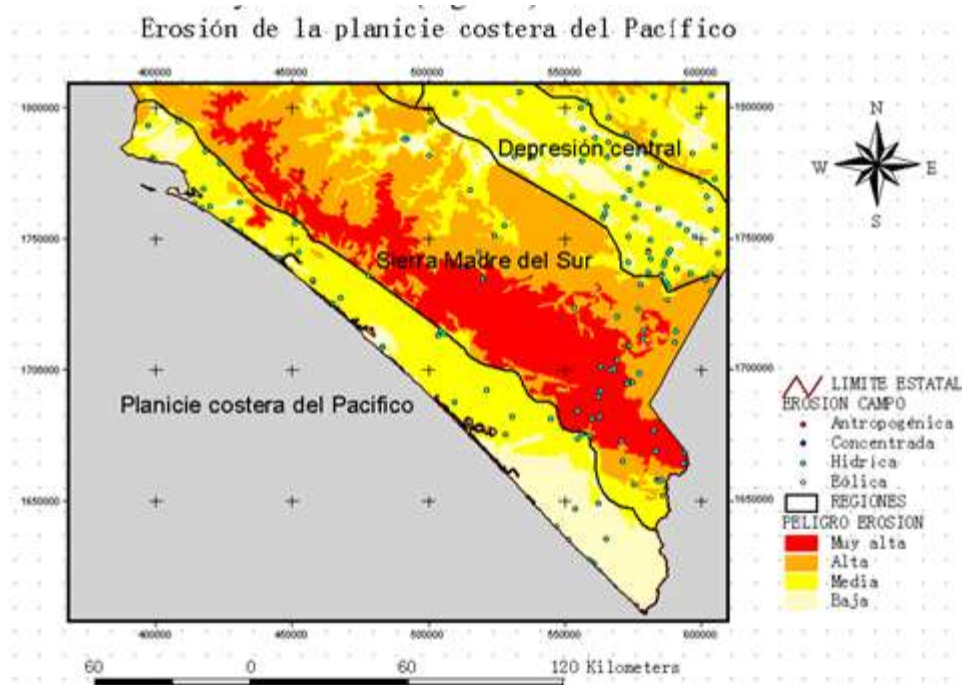 Erosión de la planicie costera del Pacífico
400000 450000 500000 550000 600000
1800000 1800000
Depresión central
N
W E
S
1750000 1750000
Sierra Madre del Sur
1700000 1700000
Planicie costera del Pacifico
1650000 1650000
400000 450000 500000 550000 600000
LIMITE ESTATAL
EROSION CAMPO
Antropogénica
Concentrada
Hídrica
Eólica
REGIONES
PELIGRO EROSION
Muy alta
Alta
Media
Baja
60 0 60 120 Kilometers